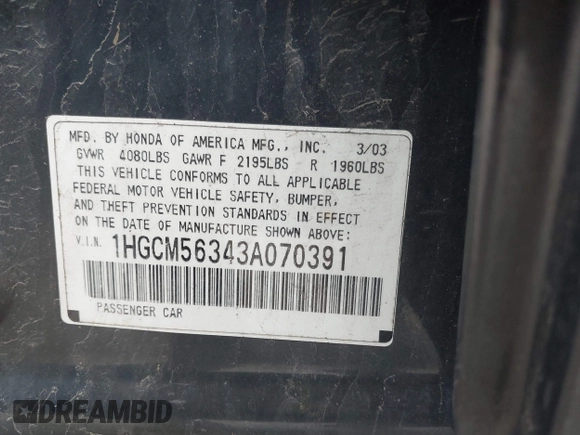 MFD. BY HONDA OF AMERICA MFG., INC. 3/03
GVWR 4080LBS GAWR F 2195LBS R 1960LBS
THIS VEHICLE CONFORMS TO ALL APPLICABLE
FEDERAL MOTOR VEHICLE SAFETY, BUMPER,
AND THEFT PREVENTION STANDARDS IN EFFECT
ON THE DATE OF MANUFACTURE SHOWN ABOVE:
V.I.N. 1HGCM56343A070391
PASSENGER CAR
DREAMBID